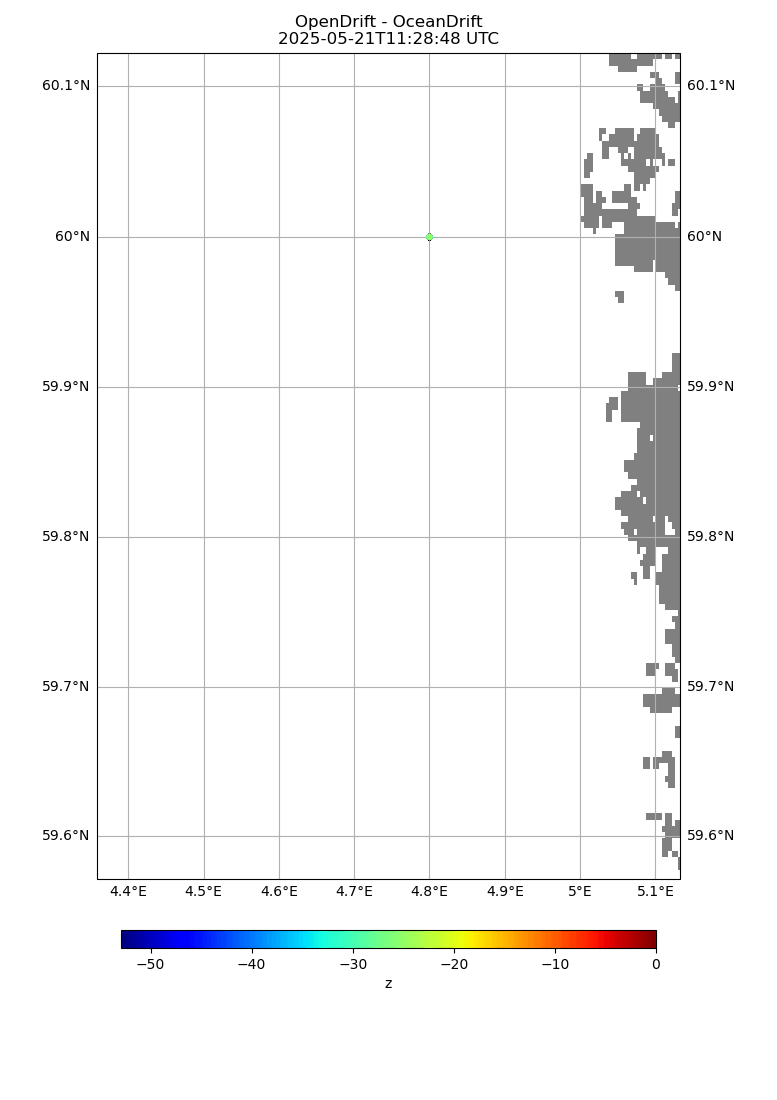 OpenDrift - OceanDrift
2025-05-21T11:28:48 UTC
60.1°N 60.1°N
60°N 60°N
59.9°N 59.9°N
59.8°N 59.8°N
59.7°N 59.7°N
59.6°N 59.6°N
4.4°E 4.5°E 4.6°E 4.7°E 4.8°E 4.9°E 5°E 5.1°E
−50 −40 −30 −20 −10 0
z